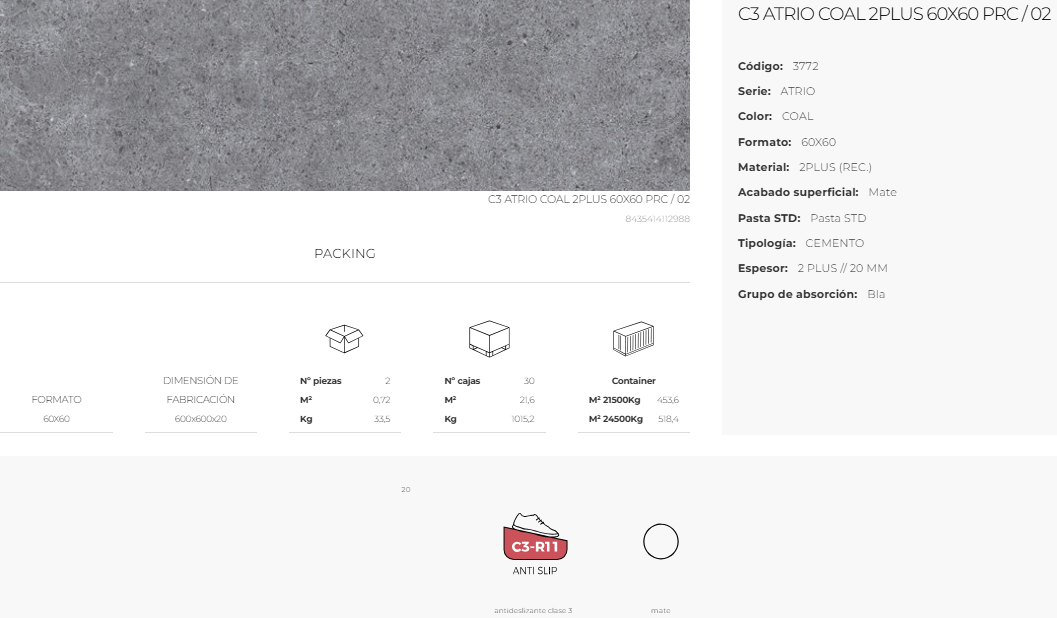 C3 ATRIO COAL 2PLUS 60X60 PRC / 02
Código: 3772
Serie: ATRIO
Color: COAL
Formato: 60X60
Material: 2PLUS (REC.)
Acabado superficial: Mate
Pasta STD: Pasta STD
Tipología: CEMENTO
Espesor: 2 PLUS // 20 MM
Grupo de absorción: BIa
C3 ATRIO COAL 2PLUS 60X60 PRC / 02
8435414112988
PACKING
FORMATO
60X60
DIMENSIÓN DE
FABRICACIÓN
600x600x20
Nº piezas 2
M² 0,72
Kg 33,5
Nº cajas 30
M² 21,6
Kg 1015,2
Container
M² 21500Kg 453,6
M² 24500Kg 518,4
20
C3-R11
ANTI SLIP
antideslizante clase 3
mate